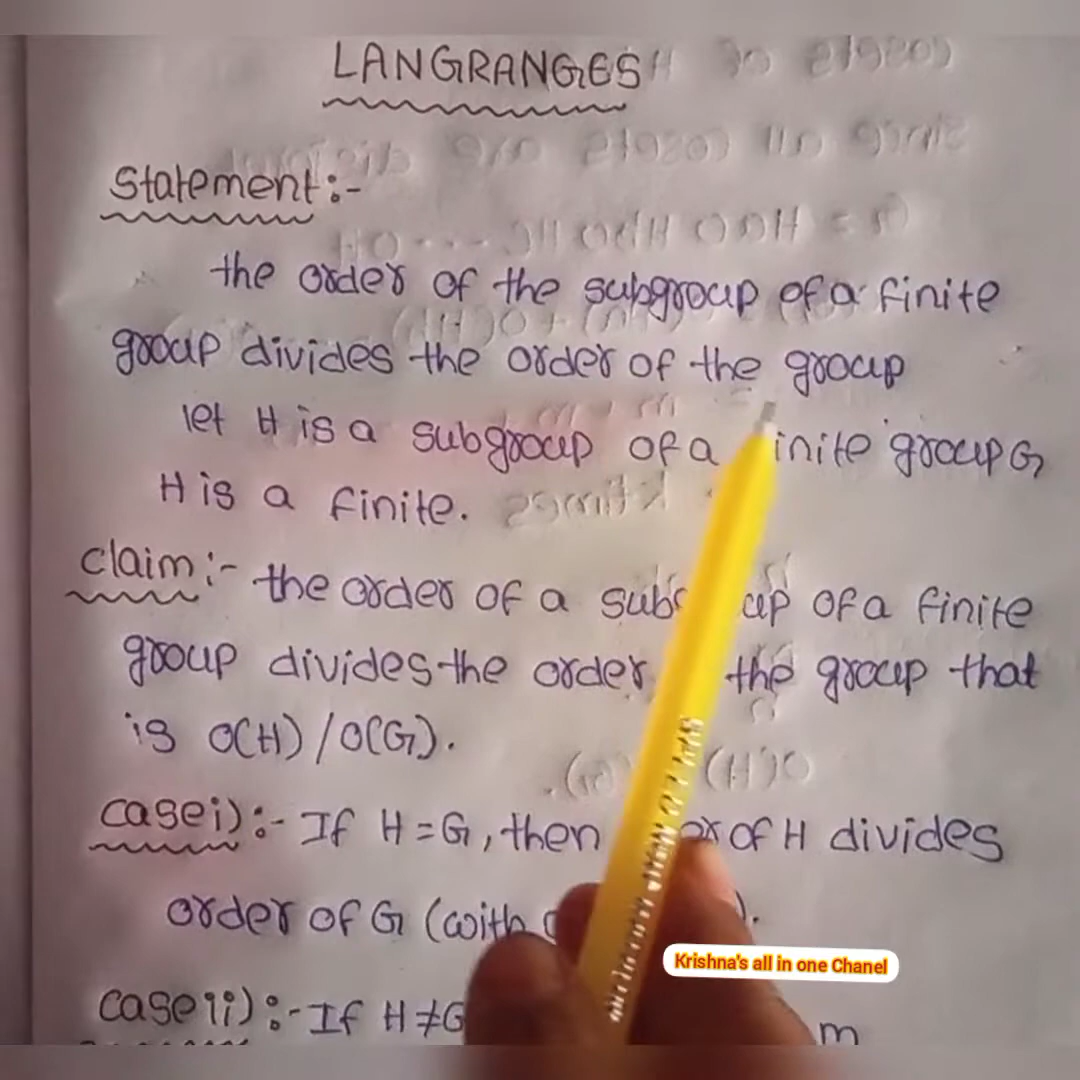 LANGRANGES
Statement:-
the order of the subgroup of a finite
group divides the order of the group
let H is a subgroup of a inite group G
H is a finite.
claim:- the order of a sub up of a finite
group divides the order the group that
is O(H)/O(G).
case i):- If H = G, then of H divides
order of G (with ).
Krishna's all in one Chanel
case ii):- If H ≠ G m